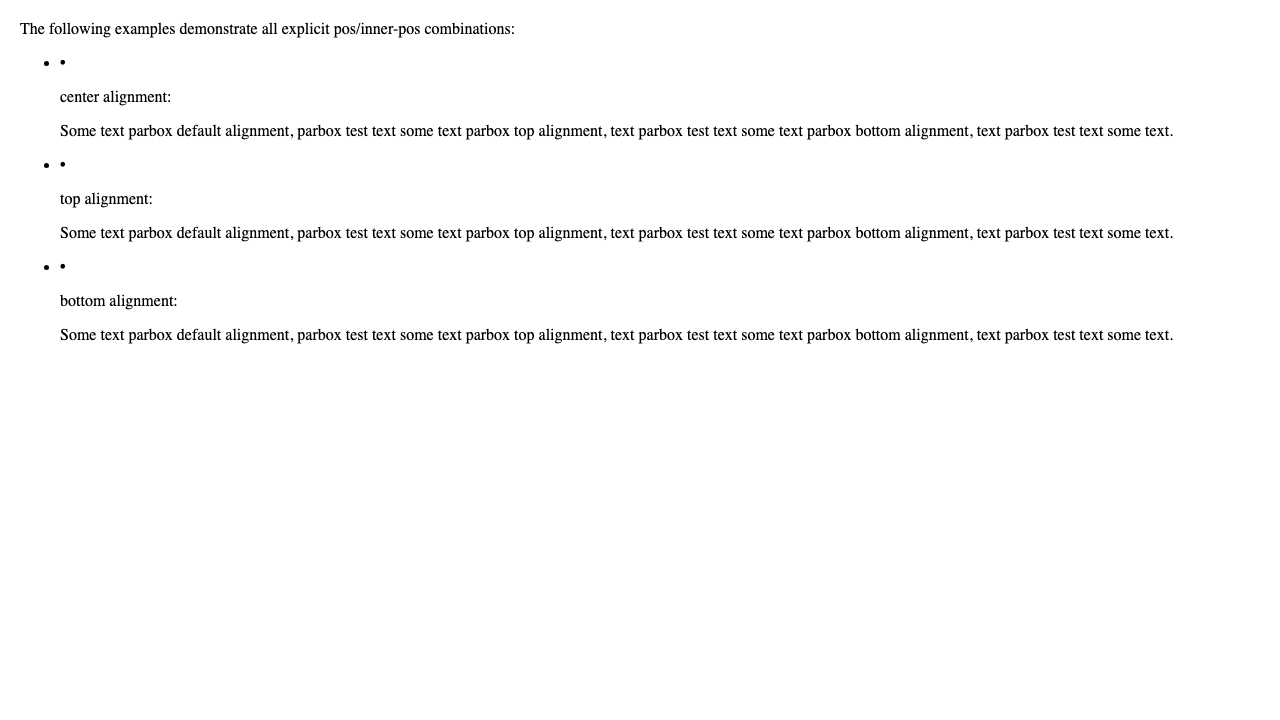 The following examples demonstrate all explicit pos/inner-pos combinations:
• •
center alignment:
Some text parbox default alignment, parbox test text some text parbox top alignment, text parbox test text some text parbox bottom alignment, text parbox test text some text.
• •
top alignment:
Some text parbox default alignment, parbox test text some text parbox top alignment, text parbox test text some text parbox bottom alignment, text parbox test text some text.
• •
bottom alignment:
Some text parbox default alignment, parbox test text some text parbox top alignment, text parbox test text some text parbox bottom alignment, text parbox test text some text.